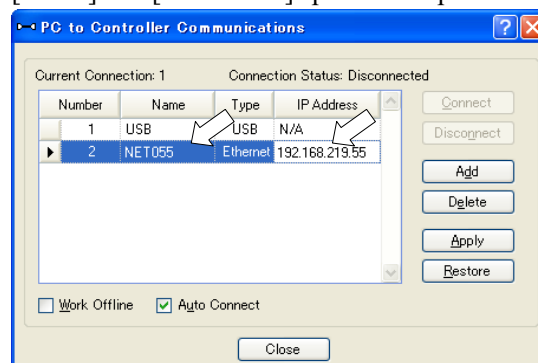 PC to Controller Communications
Current Connection: 1 Connection Status: Disconnected
Number Name Type IP Address Connect
1 USB USB N/A Disconnect
2 NET055 Ethernet 192.168.219.55
Add
Delete
Apply
Restore
Work Offline Auto Connect
Close